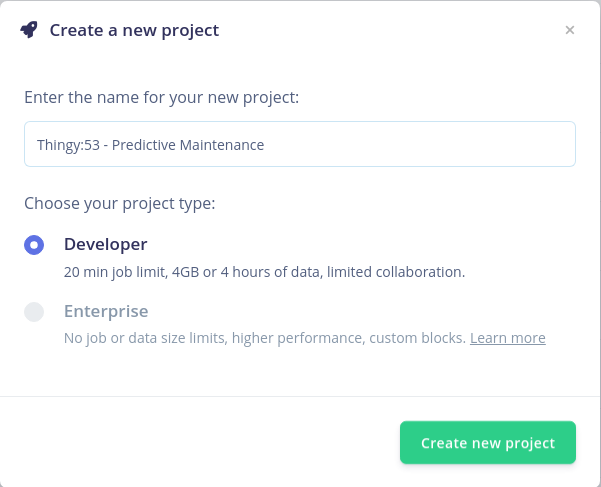 Create a new project
×
Enter the name for your new project:
Thingy:53 - Predictive Maintenance
Choose your project type:
Developer
20 min job limit, 4GB or 4 hours of data, limited collaboration.
Enterprise
No job or data size limits, higher performance, custom blocks. Learn more
Create new project